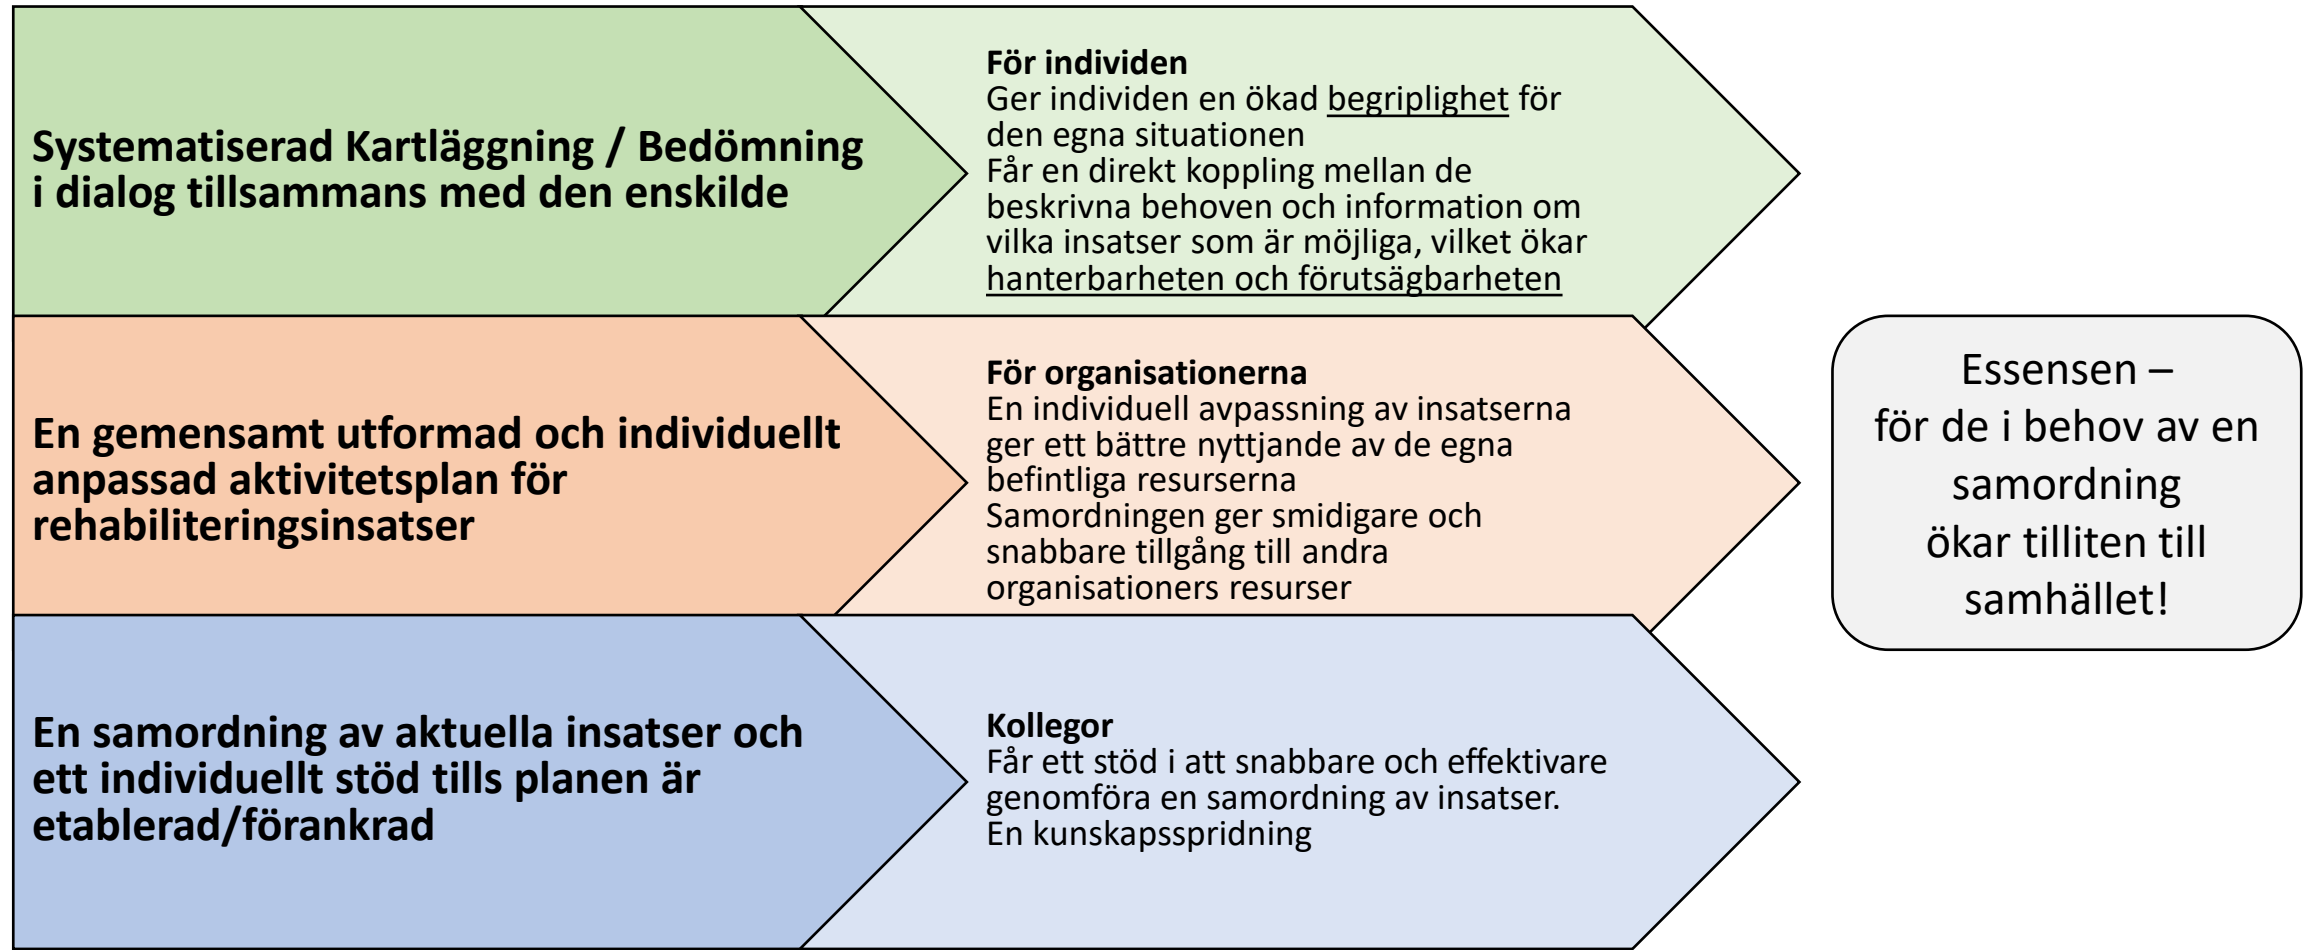 Systematiserad Kartläggning / Bedömning
i dialog tillsammans med den enskilde
För individen
Ger individen en ökad begriplighet för
den egna situationen
Får en direkt koppling mellan de
beskrivna behoven och information om
vilka insatser som är möjliga, vilket ökar
hanterbarheten och förutsägbarheten
En gemensamt utformad och individuellt
anpassad aktivitetsplan för
rehabiliteringsinsatser
För organisationerna
En individuell avpassning av insatserna
ger ett bättre nyttjande av de egna
befintliga resurserna
Samordningen ger smidigare och
snabbare tillgång till andra
organisationers resurser
En samordning av aktuella insatser och
ett individuellt stöd tills planen är
etablerad/förankrad
Kollegor
Får ett stöd i att snabbare och effektivare
genomföra en samordning av insatser.
En kunskapsspridning
Essensen –
för de i behov av en
samordning
ökar tilliten till
samhället!